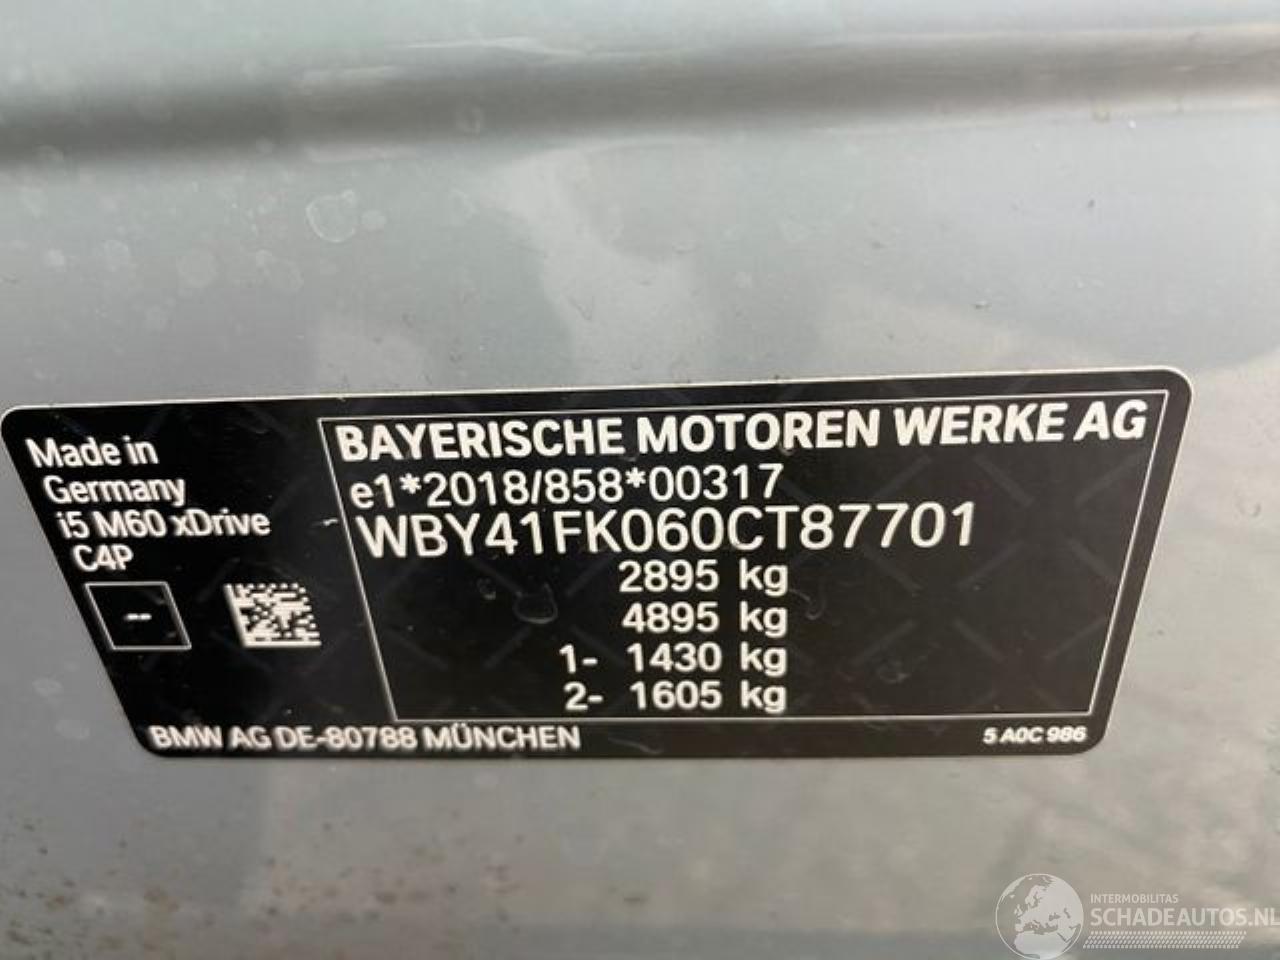 Made in
Germany
i5 M60 xDrive
C4P
--
BAYERISCHE MOTOREN WERKE AG
e1*2018/858*00317
WBY41FK060CT87701
2895 kg
4895 kg
1- 1430 kg
2- 1605 kg
BMW AG DE-80788 MÜNCHEN
5 A0C 986
INTERMOBILITAS
SCHADEAUTOS.NL